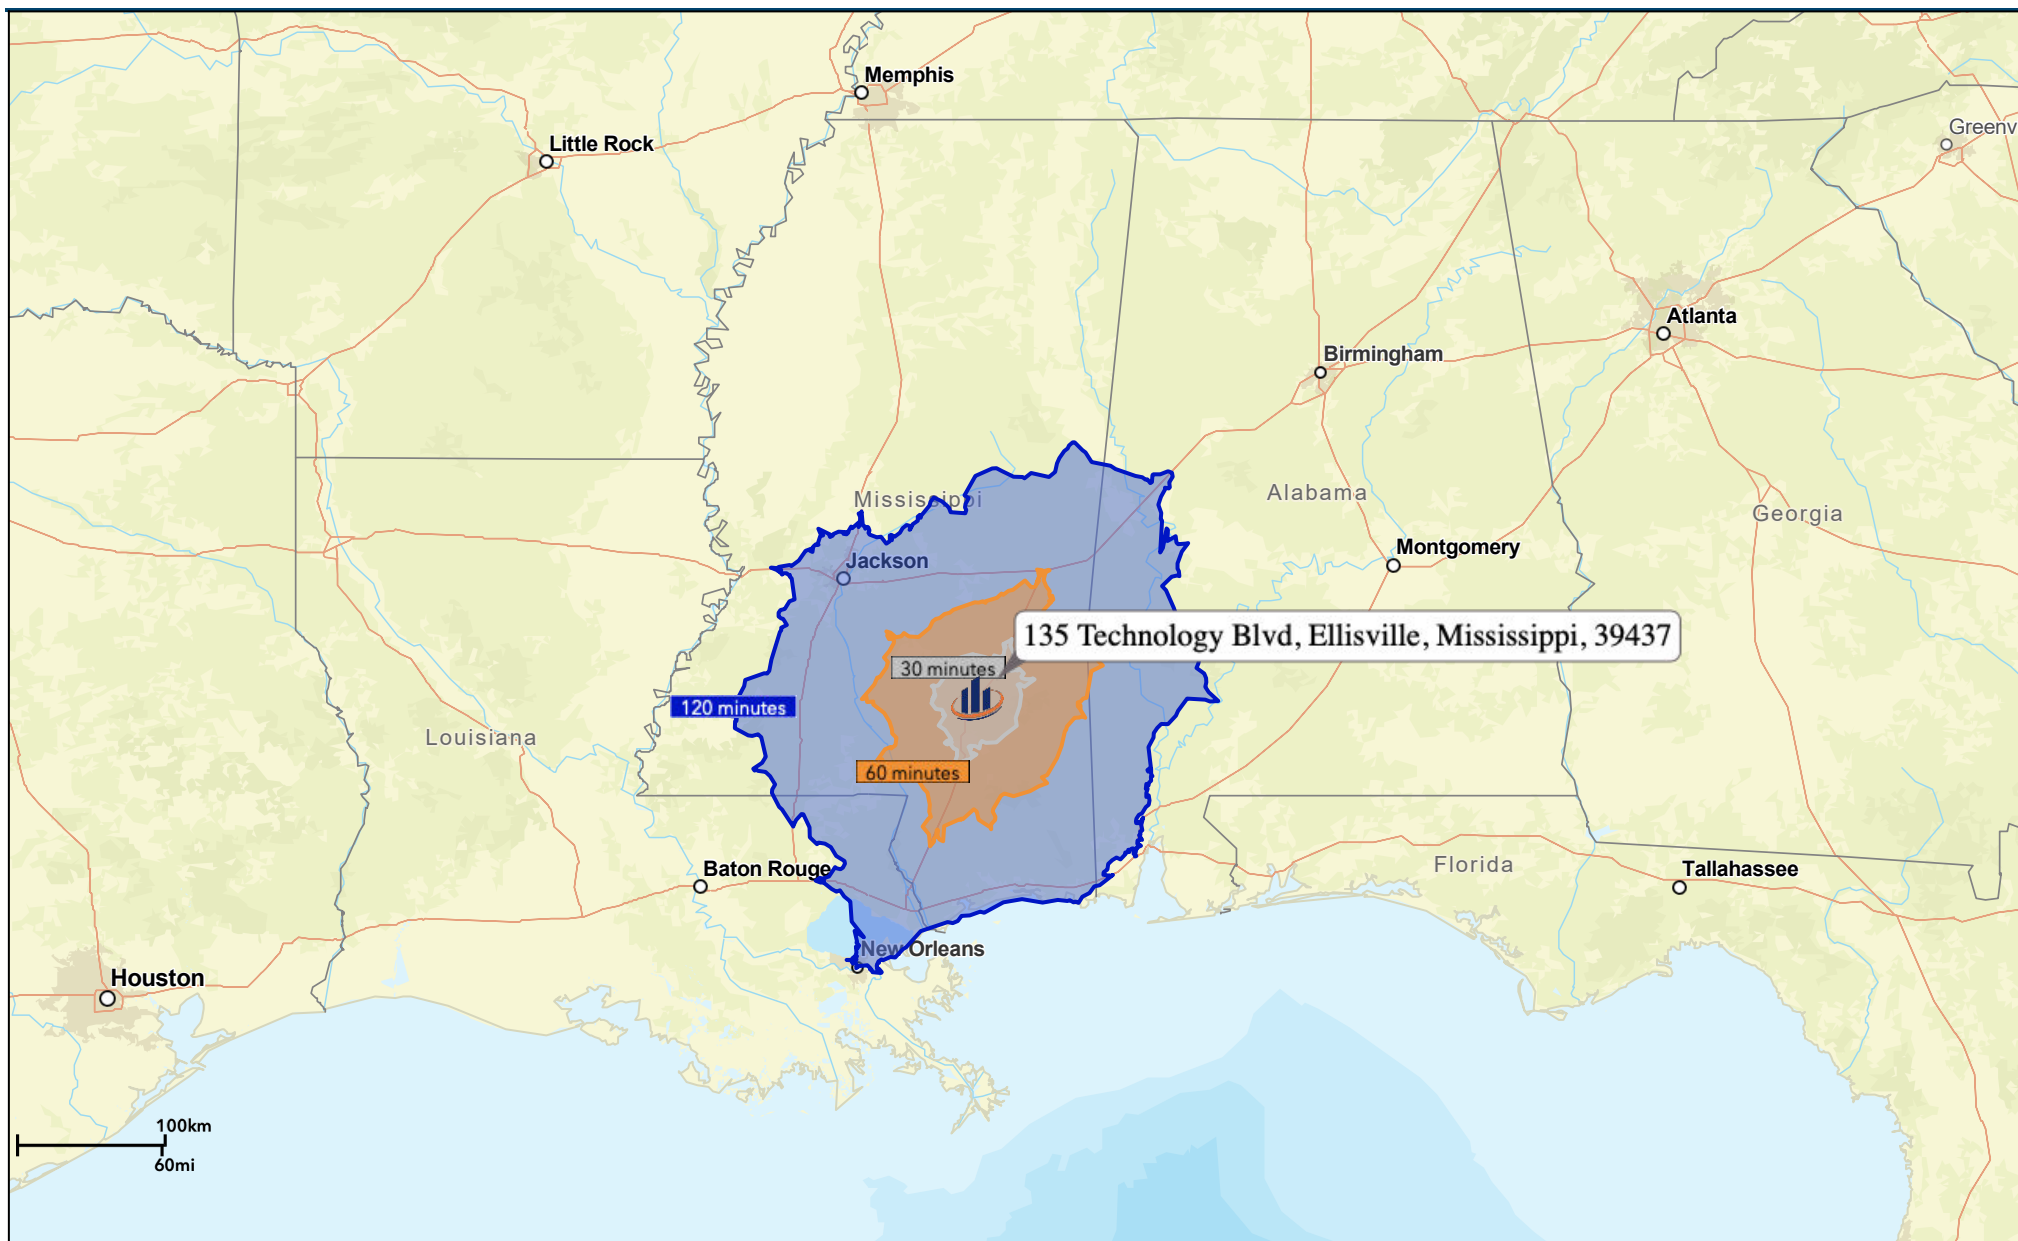 Memphis
Greenv
Little Rock
Atlanta
Birmingham
Mississippi
Alabama
Georgia
Jackson
Montgomery
135 Technology Blvd, Ellisville, Mississippi, 39437
30 minutes
120 minutes
Louisiana
60 minutes
Baton Rouge
Florida
Tallahassee
New Orleans
Houston
100km
60mi